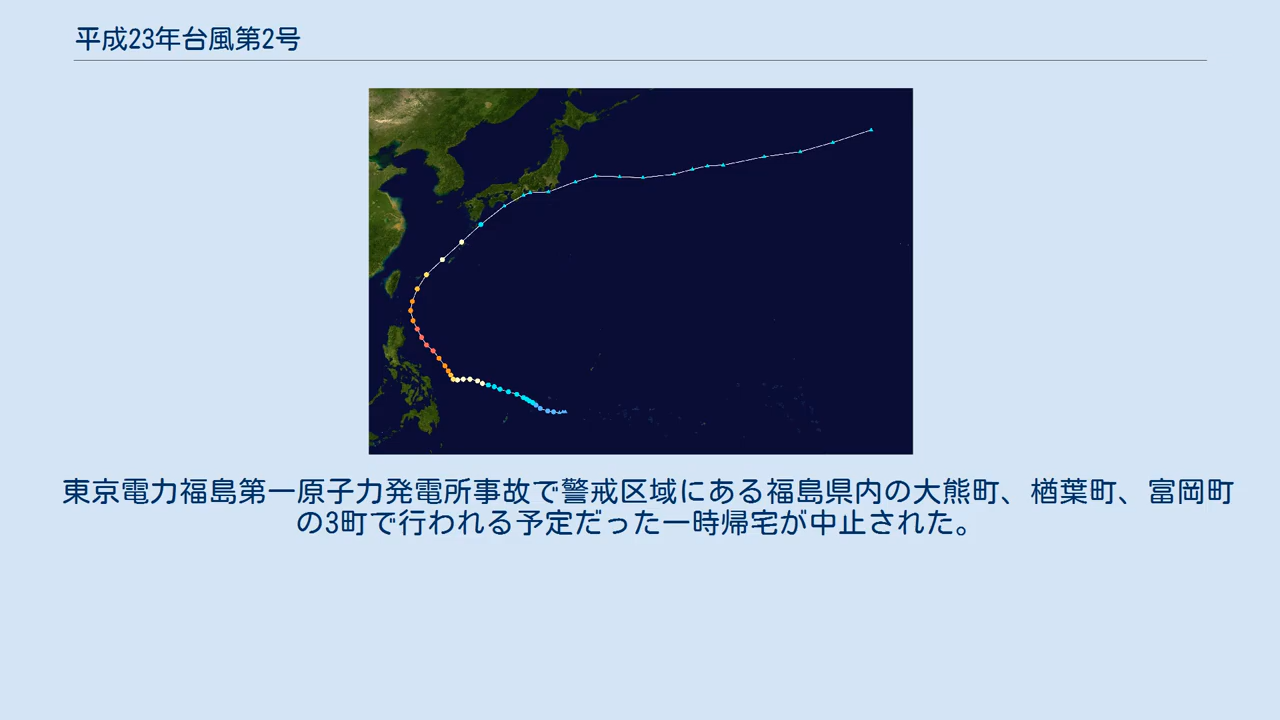 平成23年台風第2号
東京電力福島第一原子力発電所事故で警戒区域にある福島県内の大熊町、楢葉町、富岡町
の3町で行われる予定だった一時帰宅が中止された。